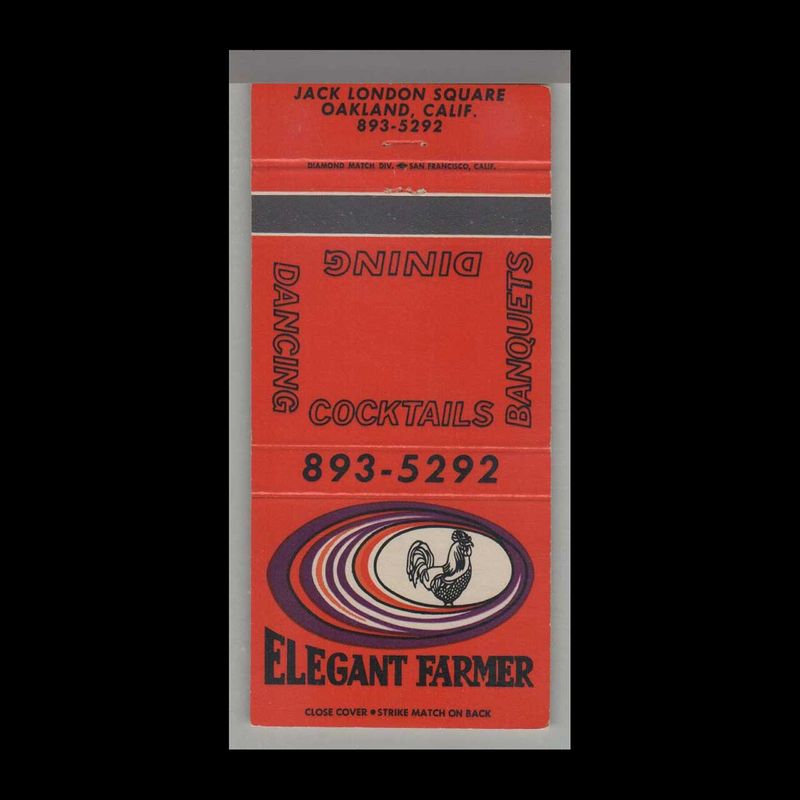 JACK LONDON SQUARE
OAKLAND, CALIF.
893-5292
DIAMOND MATCH DIV. SAN FRANCISCO, CALIF.
DINING
DANCING
BANQUETS
COCKTAILS
893-5292
ELEGANT FARMER
CLOSE COVER • STRIKE MATCH ON BACK